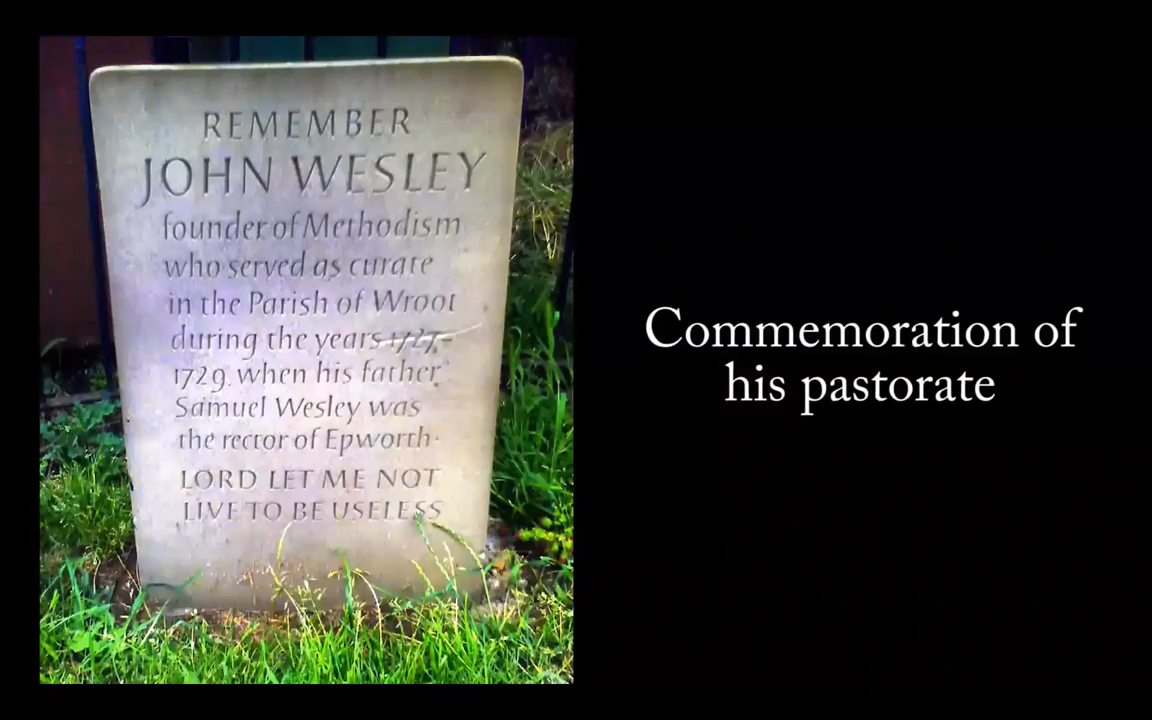 REMEMBER
JOHN WESLEY
founder of Methodism
who served as curate
in the Parish of Wroot
during the years 1727-
1729. when his father
Samuel Wesley was
the rector of Epworth.
LORD LET ME NOT
LIVE TO BE USELESS
Commemoration of
his pastorate